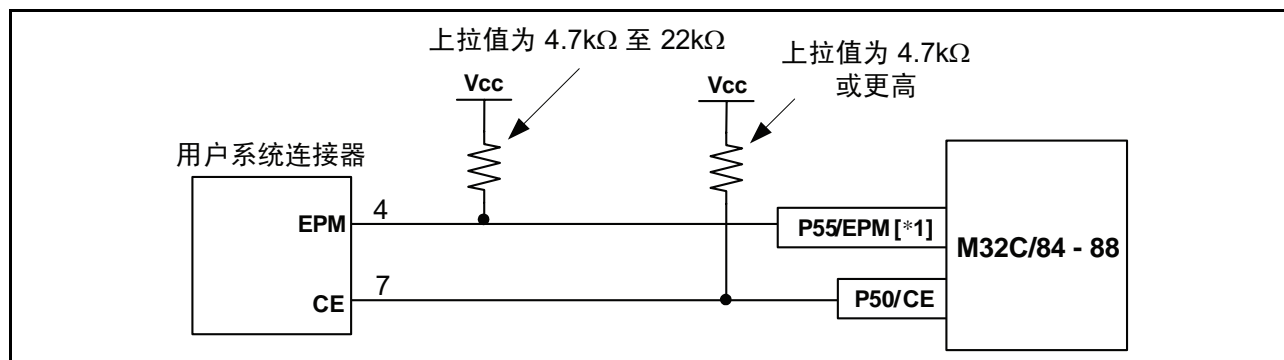 上拉值为 4.7kΩ 至 22kΩ
上拉值为 4.7kΩ
或更高
Vcc
Vcc
用户系统连接器
EPM
4
P55/EPM [*1]
M32C/84 - 88
CE
7
P50/CE